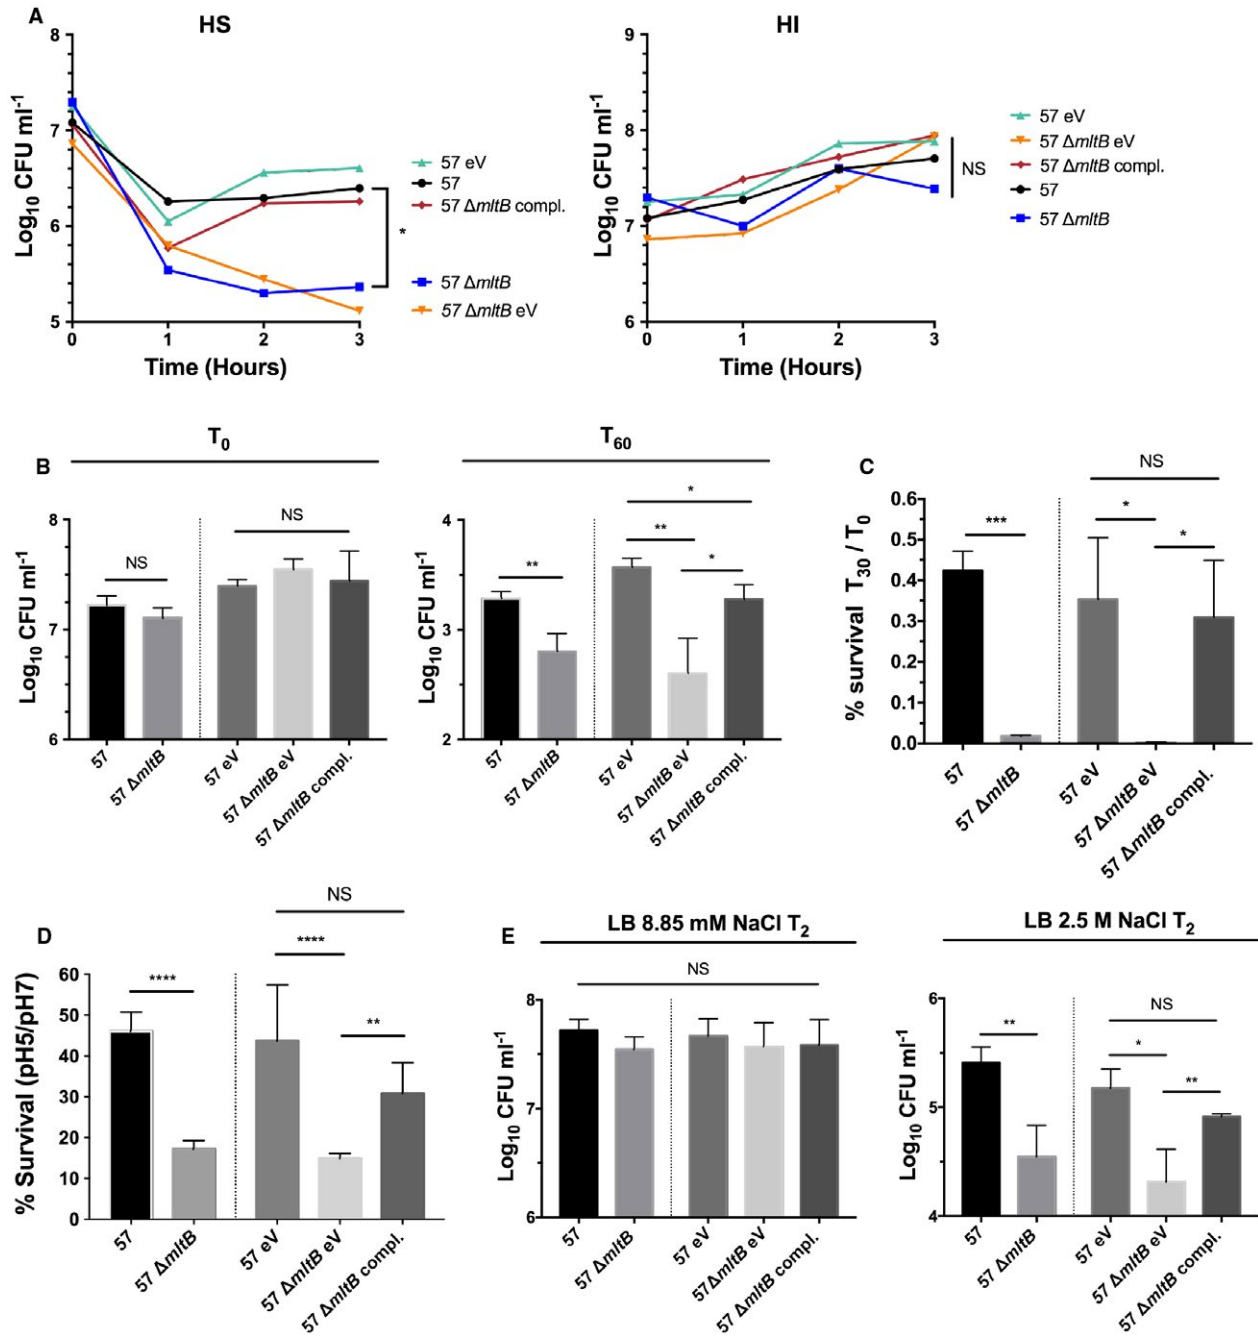 A
HS
HI
8
7
6
5
Log10 CFU ml-1
0
1
2
3
Time (Hours)
57 eV
57
57 ΔmltB compl.
*
57 ΔmltB
57 ΔmltB eV
9
8
7
6
Log10 CFU ml-1
0
1
2
3
Time (Hours)
57 eV
57 ΔmltB eV
57 ΔmltB compl.
57
57 ΔmltB
NS
B
T0
T60
8
7
6
Log10 CFU ml-1
NS
NS
57
57 ΔmltB
57 eV
57 ΔmltB eV
57 ΔmltB compl.
4
3
2
Log10 CFU ml-1
**
*
**
*
57
57 ΔmltB
57 eV
57 ΔmltB eV
57 ΔmltB compl.
C
NS
0.6
0.5
0.4
0.3
0.2
0.1
0.0
% survival T30 / T0
***
*
*
57
57 ΔmltB
57 eV
57 ΔmltB eV
57 ΔmltB compl.
D
NS
60
50
40
30
20
10
0
% Survival (pH5/pH7)
****
****
**
57
57 ΔmltB
57 eV
57 ΔmltB eV
57 ΔmltB compl.
E
LB 8.85 mM NaCl T2
NS
8
7
6
Log10 CFU ml-1
57
57 ΔmltB
57 eV
57ΔmltB eV
57 ΔmltB compl.
LB 2.5 M NaCl T2
6
5
4
Log10 CFU ml-1
**
NS
*
**
57
57 ΔmltB
57 eV
57 ΔmltB eV
57 ΔmltB compl.